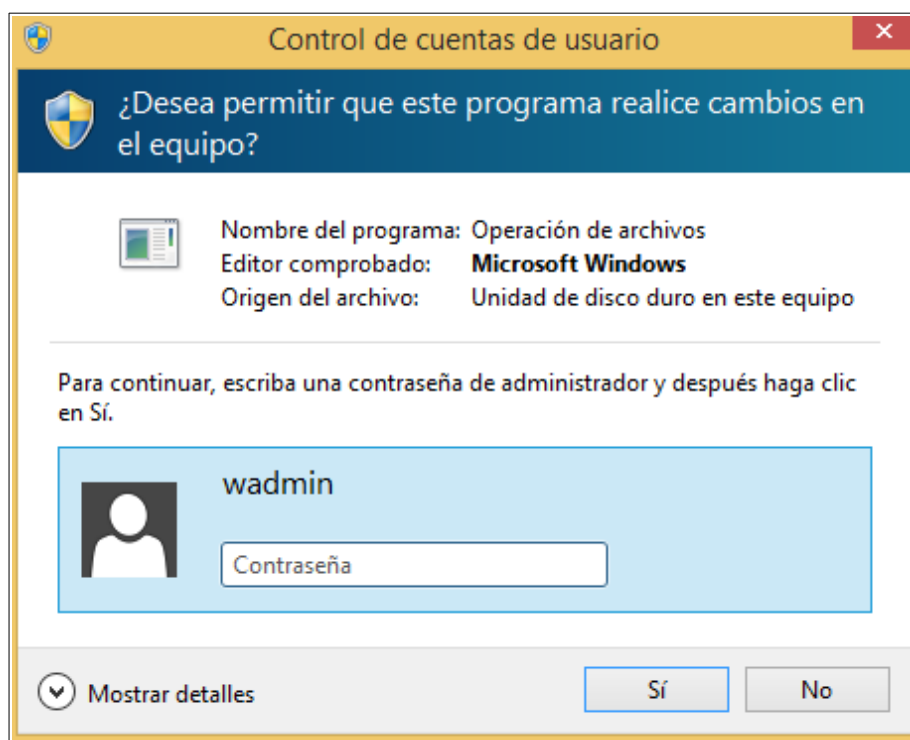 Control de cuentas de usuario
¿Desea permitir que este programa realice cambios en
el equipo?
Nombre del programa: Operación de archivos
Editor comprobado: Microsoft Windows
Origen del archivo: Unidad de disco duro en este equipo
Para continuar, escriba una contraseña de administrador y después haga clic
en Sí.
wadmin
Contraseña
Mostrar detalles
Sí
No